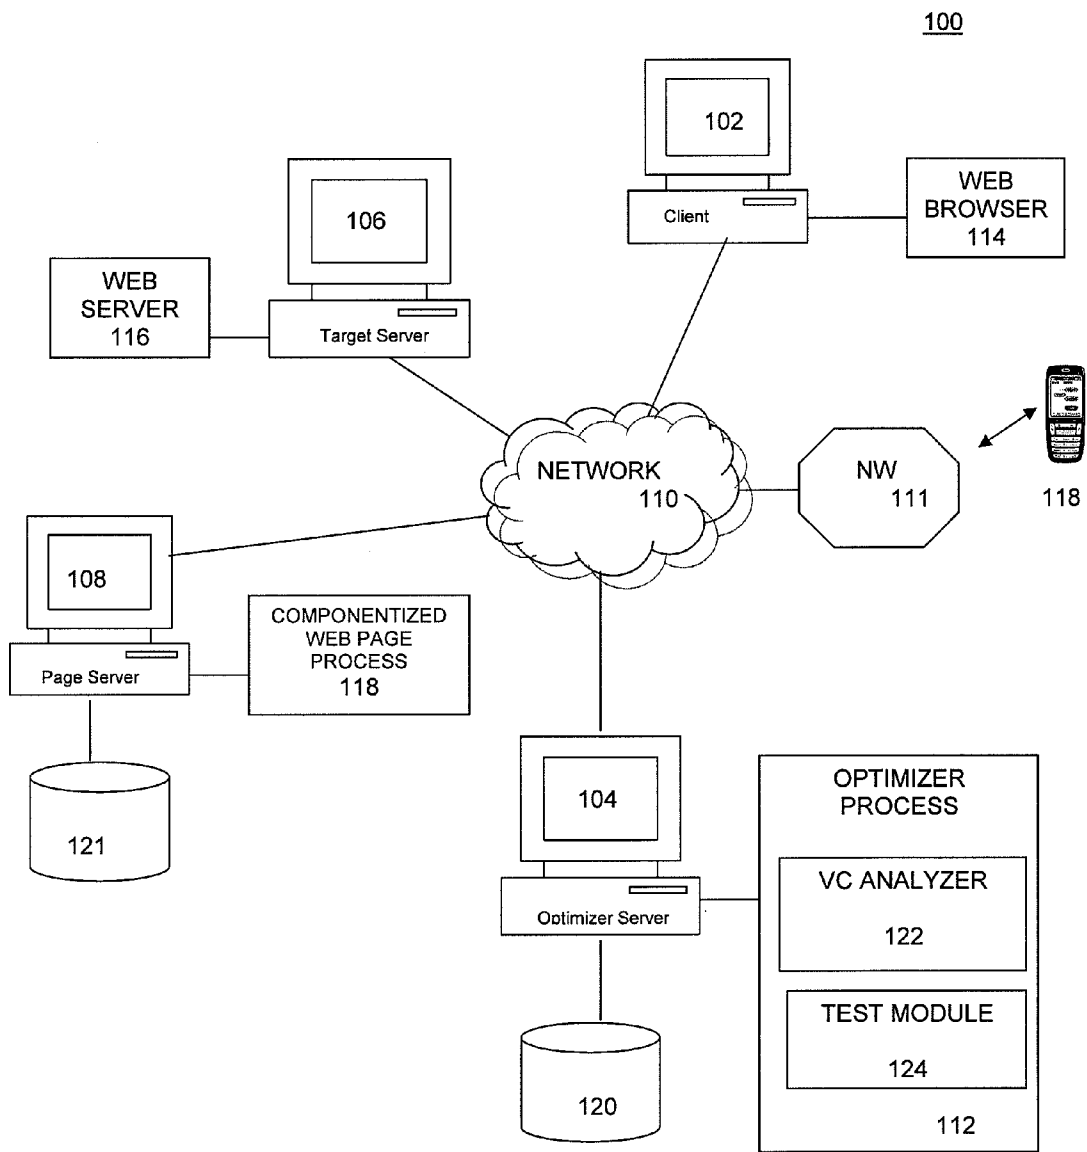 100
102
Client
WEB
BROWSER
114
106
Target Server
WEB
SERVER
116
NETWORK
110
NW
111
118
108
Page Server
COMPONENTIZED
WEB PAGE
PROCESS
118
121
104
Optimizer Server
120
OPTIMIZER
PROCESS
VC ANALYZER
122
TEST MODULE
124
112